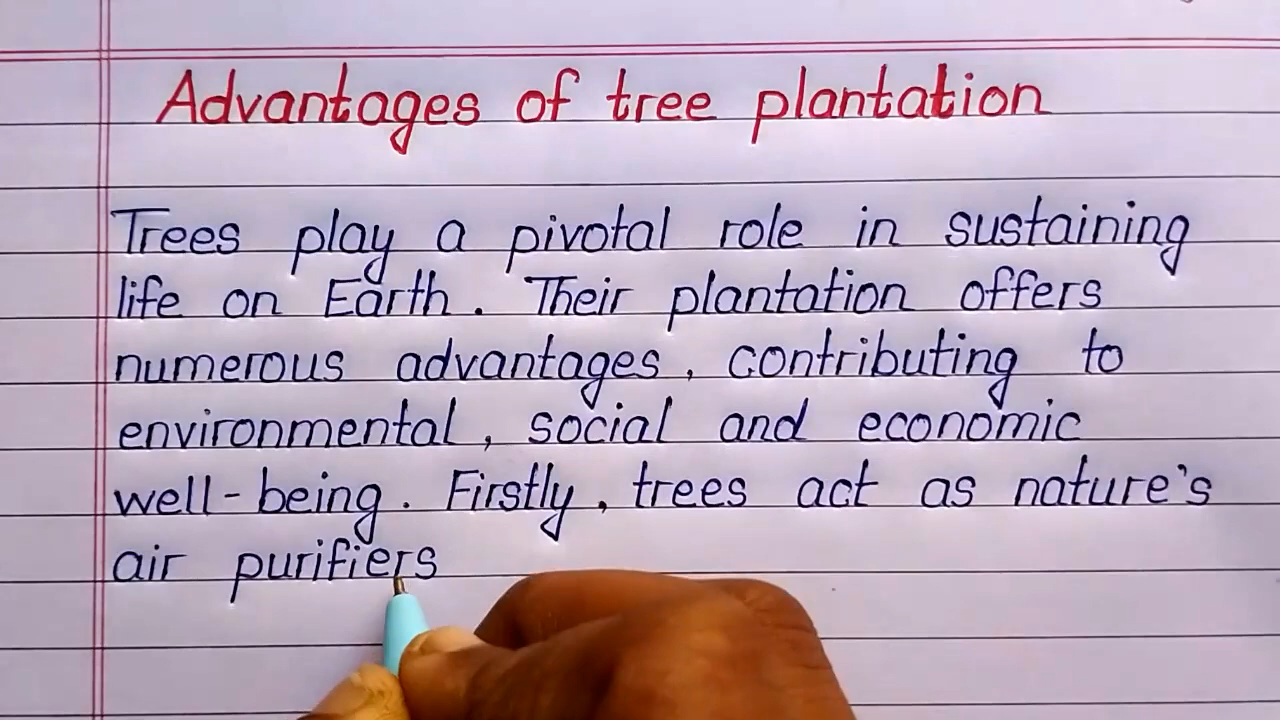 Advantages of tree plantation
Trees play a pivotal role in sustaining
life on Earth. Their plantation offers
numerous advantages, contributing to
environmental, social and economic
well-being. Firstly, trees act as nature's
air purifiers